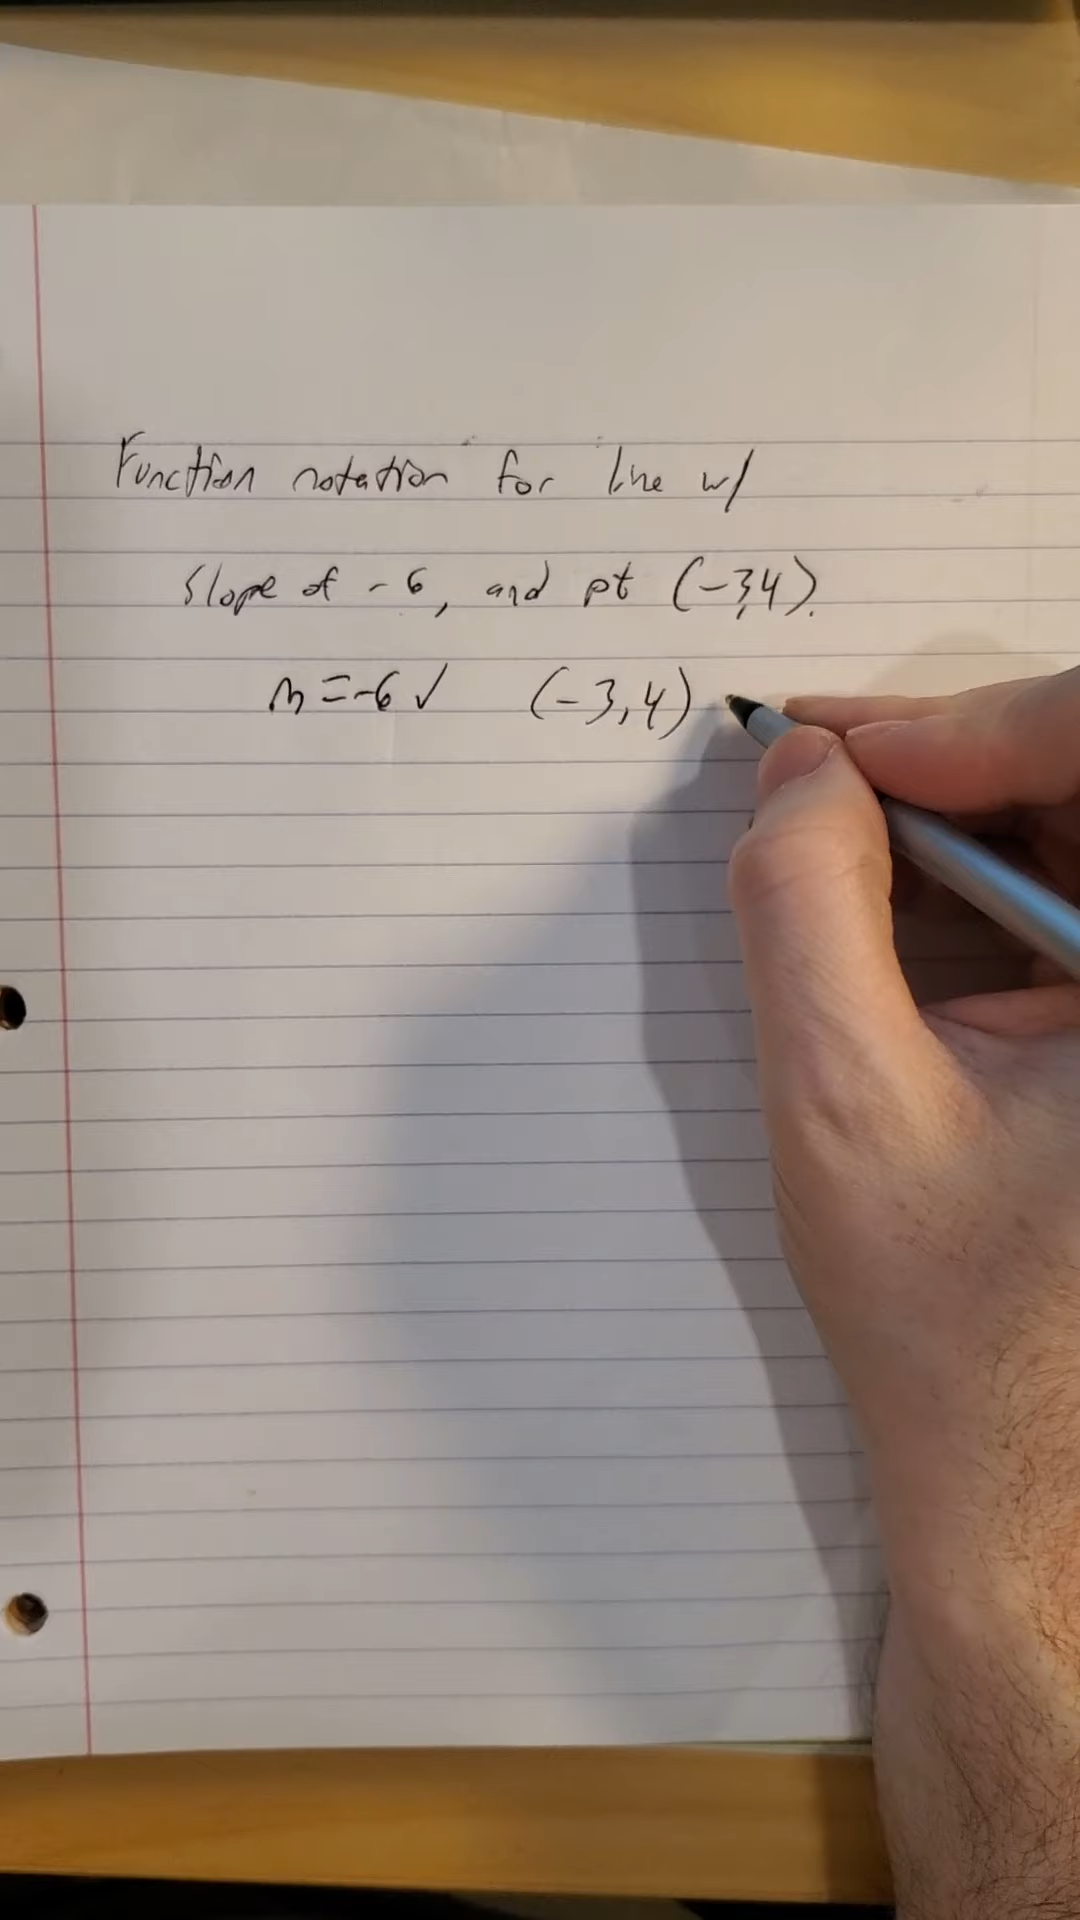 Function notation for line w/
slope of -6, and pt (-3,4).
m=-6✓ (-3,4)